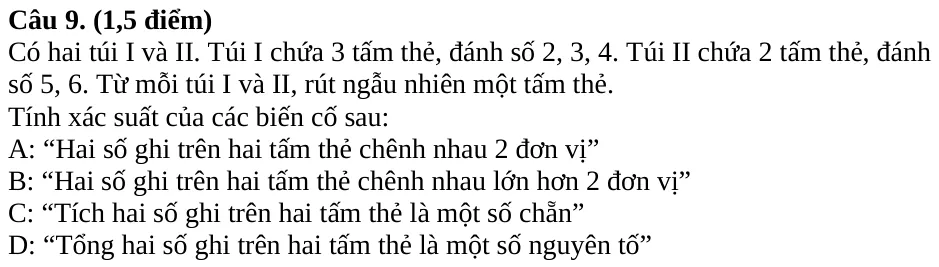 Câu 9. (1,5 điểm)
Có hai túi I và II. Túi I chứa 3 tấm thẻ, đánh số 2, 3, 4. Túi II chứa 2 tấm thẻ, đánh
số 5, 6. Từ mỗi túi I và II, rút ngẫu nhiên một tấm thẻ.
Tính xác suất của các biến cố sau:
A: “Hai số ghi trên hai tấm thẻ chênh nhau 2 đơn vị”
B: “Hai số ghi trên hai tấm thẻ chênh nhau lớn hơn 2 đơn vị”
C: “Tích hai số ghi trên hai tấm thẻ là một số chẵn”
D: “Tổng hai số ghi trên hai tấm thẻ là một số nguyên tố”